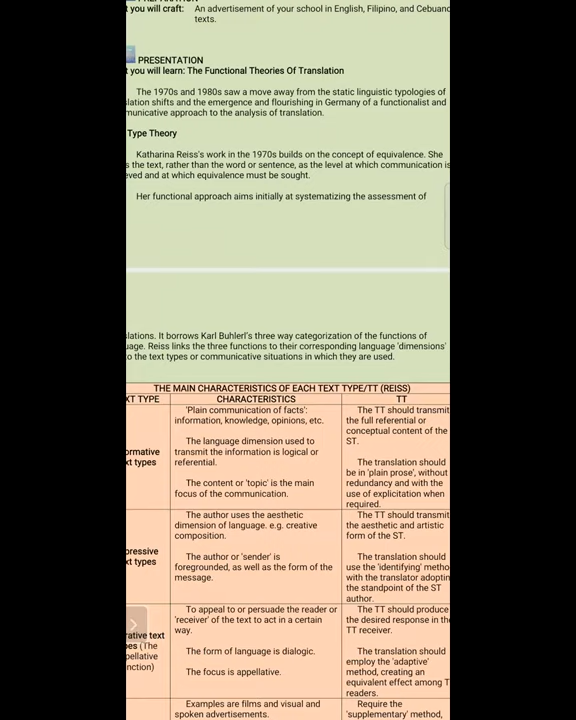 t you will craft: An advertisement of your school in English, Filipino, and Cebuano
texts.
PRESENTATION
t you will learn: The Functional Theories Of Translation
The 1970s and 1980s saw a move away from the static linguistic typologies of
lation shifts and the emergence and flourishing in Germany of a functionalist and
municative approach to the analysis of translation.
Type Theory
Katharina Reiss's work in the 1970s builds on the concept of equivalence. She
s the text, rather than the word or sentence, as the level at which communication is
eved and at which equivalence must be sought.
Her functional approach aims initially at systematizing the assessment of
lations. It borrows Karl Buhlerl's three way categorization of the functions of
uage. Reiss links the three functions to their corresponding language 'dimensions'
o the text types or communicative situations in which they are used.
THE MAIN CHARACTERISTICS OF EACH TEXT TYPE/TT (REISS)
XT TYPE CHARACTERISTICS TT
ormative
xt types
'Plain communication of facts':
information, knowledge, opinions, etc.
The language dimension used to
transmit the information is logical or
referential.
The content or 'topic' is the main
focus of the communication.
The TT should transmit
the full referential or
conceptual content of the
ST.
The translation should
be in 'plain prose', without
redundancy and with the
use of explicitation when
required.
pressive
xt types
The author uses the aesthetic
dimension of language. e.g. creative
composition.
The author or 'sender' is
foregrounded, as well as the form of the
message.
The TT should transmit
the aesthetic and artistic
form of the ST.
The translation should
use the 'identifying' metho
with the translator adoptin
the standpoint of the ST
author.
rative text
pes (The
pellative
nction)
To appeal to or persuade the reader or
'receiver' of the text to act in a certain
way.
The form of language is dialogic.
The focus is appellative.
The TT should produce
the desired response in the
TT receiver.
The translation should
employ the 'adaptive'
method, creating an
equivalent effect among T
readers.
Examples are films and visual and
spoken advertisements.
Require the
'supplementary' method,